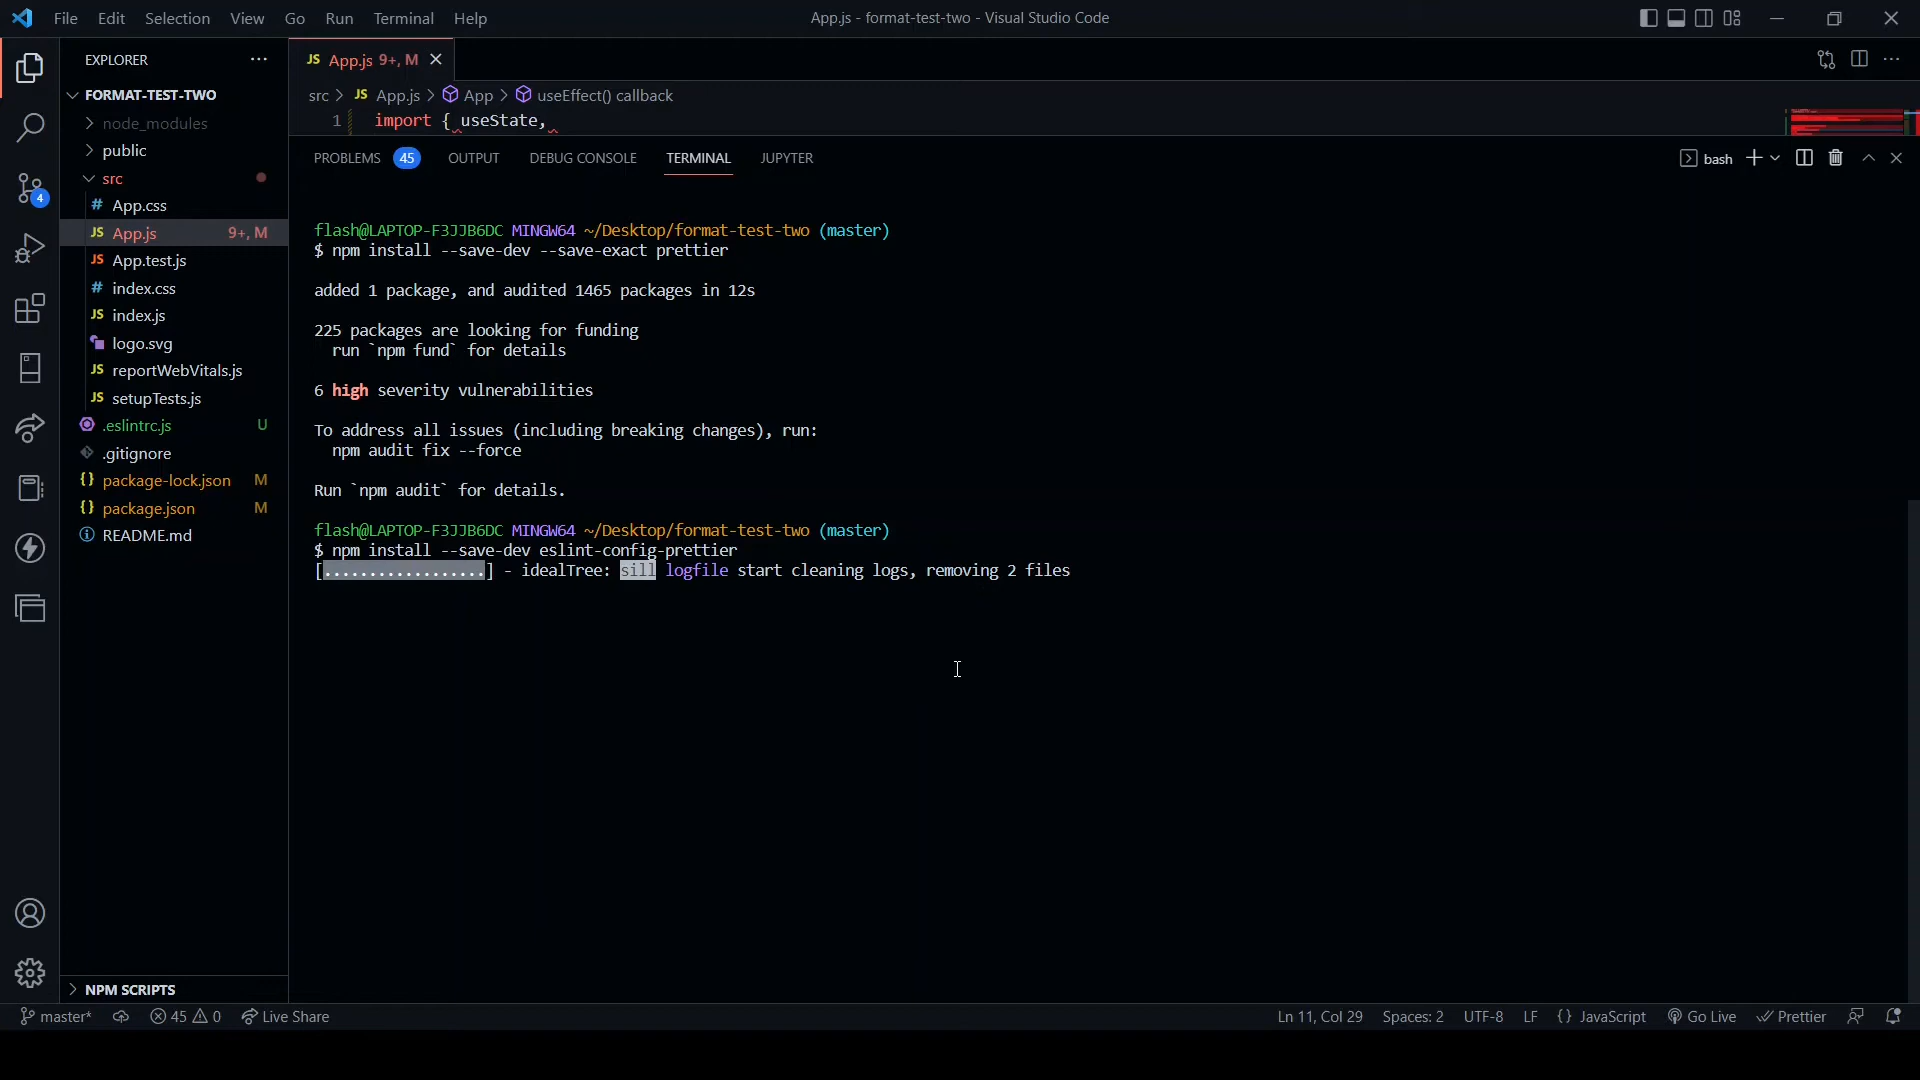 File Edit Selection View Go Run Terminal Help
App.js - format-test-two - Visual Studio Code
EXPLORER
FORMAT-TEST-TWO
node_modules
public
src
# App.css
JS App.js 9+, M
JS App.test.js
# index.css
JS index.js
logo.svg
JS reportWebVitals.js
JS setupTests.js
.eslintrc.js U
.gitignore
{} package-lock.json M
{} package.json M
README.md
NPM SCRIPTS
4
JS App.js 9+, M
src > JS App.js > App > useEffect() callback
1 import { useState,
PROBLEMS 45 OUTPUT DEBUG CONSOLE TERMINAL JUPYTER
bash
flash@LAPTOP-F3JJB6DC MINGW64 ~/Desktop/format-test-two (master)
$ npm install --save-dev --save-exact prettier
added 1 package, and audited 1465 packages in 12s
225 packages are looking for funding
run `npm fund` for details
6 high severity vulnerabilities
To address all issues (including breaking changes), run:
npm audit fix --force
Run `npm audit` for details.
flash@LAPTOP-F3JJB6DC MINGW64 ~/Desktop/format-test-two (master)
$ npm install --save-dev eslint-config-prettier
[..................] - idealTree: sill logfile start cleaning logs, removing 2 files
master* 45 0 Live Share
Ln 11, Col 29 Spaces: 2 UTF-8 LF {} JavaScript Go Live Prettier